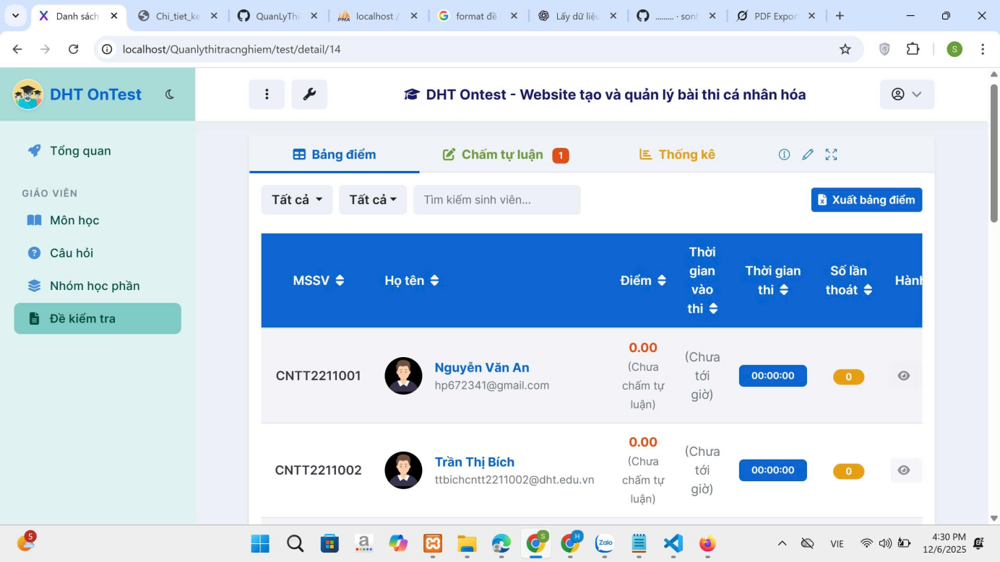 Danh sách
Chi_tiet_ke
QuanLyThi
localhost /
format đề
Lấy dữ liệu
......... · sonh
PDF Expor
localhost/Quanlythitracnghiem/test/detail/14
S
DHT OnTest
DHT Ontest - Website tạo và quản lý bài thi cá nhân hóa
Tổng quan
GIÁO VIÊN
Môn học
Câu hỏi
Nhóm học phần
Đề kiểm tra
Bảng điểm
Chấm tự luận 1
Thống kê
Tất cả
Tất cả
Tìm kiếm sinh viên...
Xuất bảng điểm
MSSV
Họ tên
Điểm
Thời
gian
vào
thi
Thời gian
thi
Số lần
thoát
Hành
CNTT2211001
Nguyễn Văn An
hp672341@gmail.com
0.00
(Chưa
chấm tự
luận)
(Chưa
tới
giờ)
00:00:00
0
CNTT2211002
Trần Thị Bích
ttbichcntt2211002@dht.edu.vn
0.00
(Chưa
chấm tự
luận)
(Chưa
tới
giờ)
00:00:00
0
5
a
S
H
Zalo
VIE
4:30 PM
12/6/2025